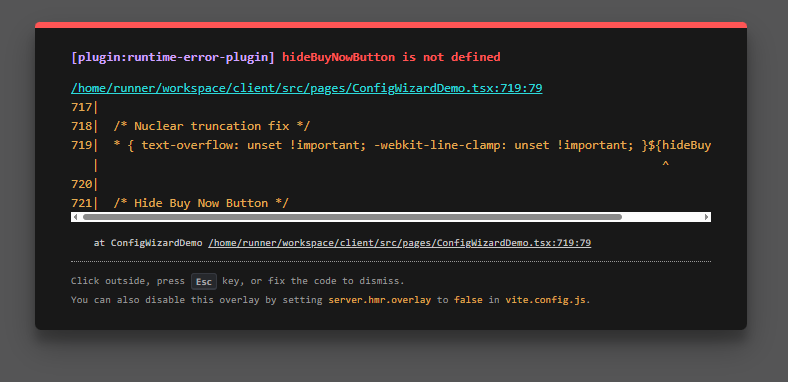 [plugin:runtime-error-plugin] hideBuyNowButton is not defined
/home/runner/workspace/client/src/pages/ConfigWizardDemo.tsx:719:79
717|
718|  /* Nuclear truncation fix */
719|  * { text-overflow: unset !important; -webkit-line-clamp: unset !important; }${hideBuy
   |                                                                               ^
720|
721|  /* Hide Buy Now Button */
at ConfigWizardDemo /home/runner/workspace/client/src/pages/ConfigWizardDemo.tsx:719:79
Click outside, press Esc key, or fix the code to dismiss.
You can also disable this overlay by setting server.hmr.overlay to false in vite.config.js.